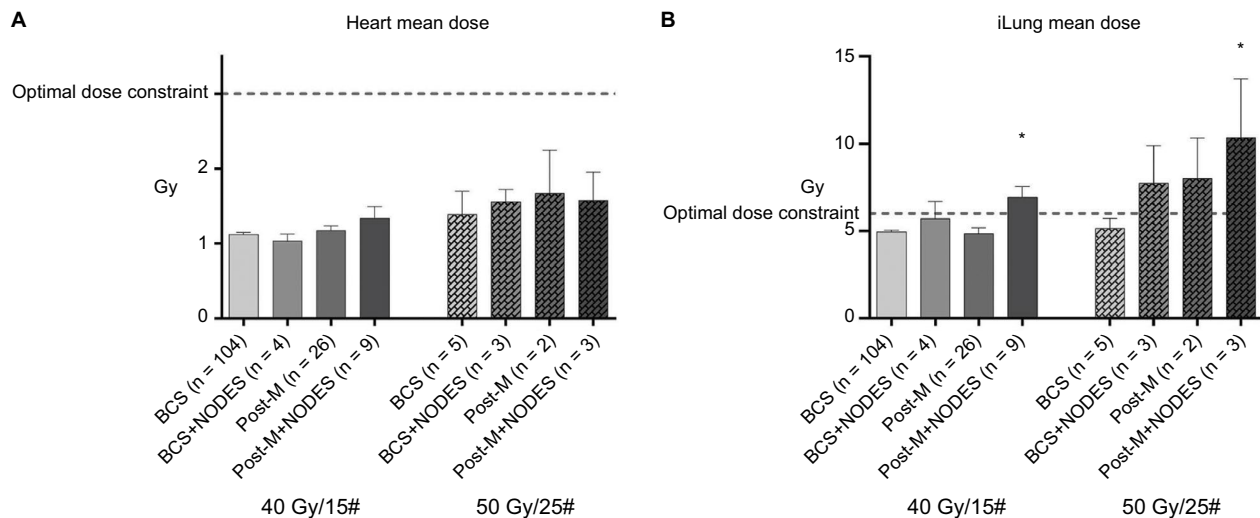 A
Heart mean dose
Optimal dose constraint
2
Gy
1
0
BCS (n = 104)
BCS+NODES (n = 4)
Post-M (n = 26)
Post-M+NODES (n = 9)
BCS (n = 5)
BCS+NODES (n = 3)
Post-M (n = 2)
Post-M+NODES (n = 3)
40 Gy/15#
50 Gy/25#
B
iLung mean dose
15
*
10
*
Gy
Optimal dose constraint
5
0
BCS (n = 104)
BCS+NODES (n = 4)
Post-M (n = 26)
Post-M+NODES (n = 9)
BCS (n = 5)
BCS+NODES (n = 3)
Post-M (n = 2)
Post-M+NODES (n = 3)
40 Gy/15#
50 Gy/25#